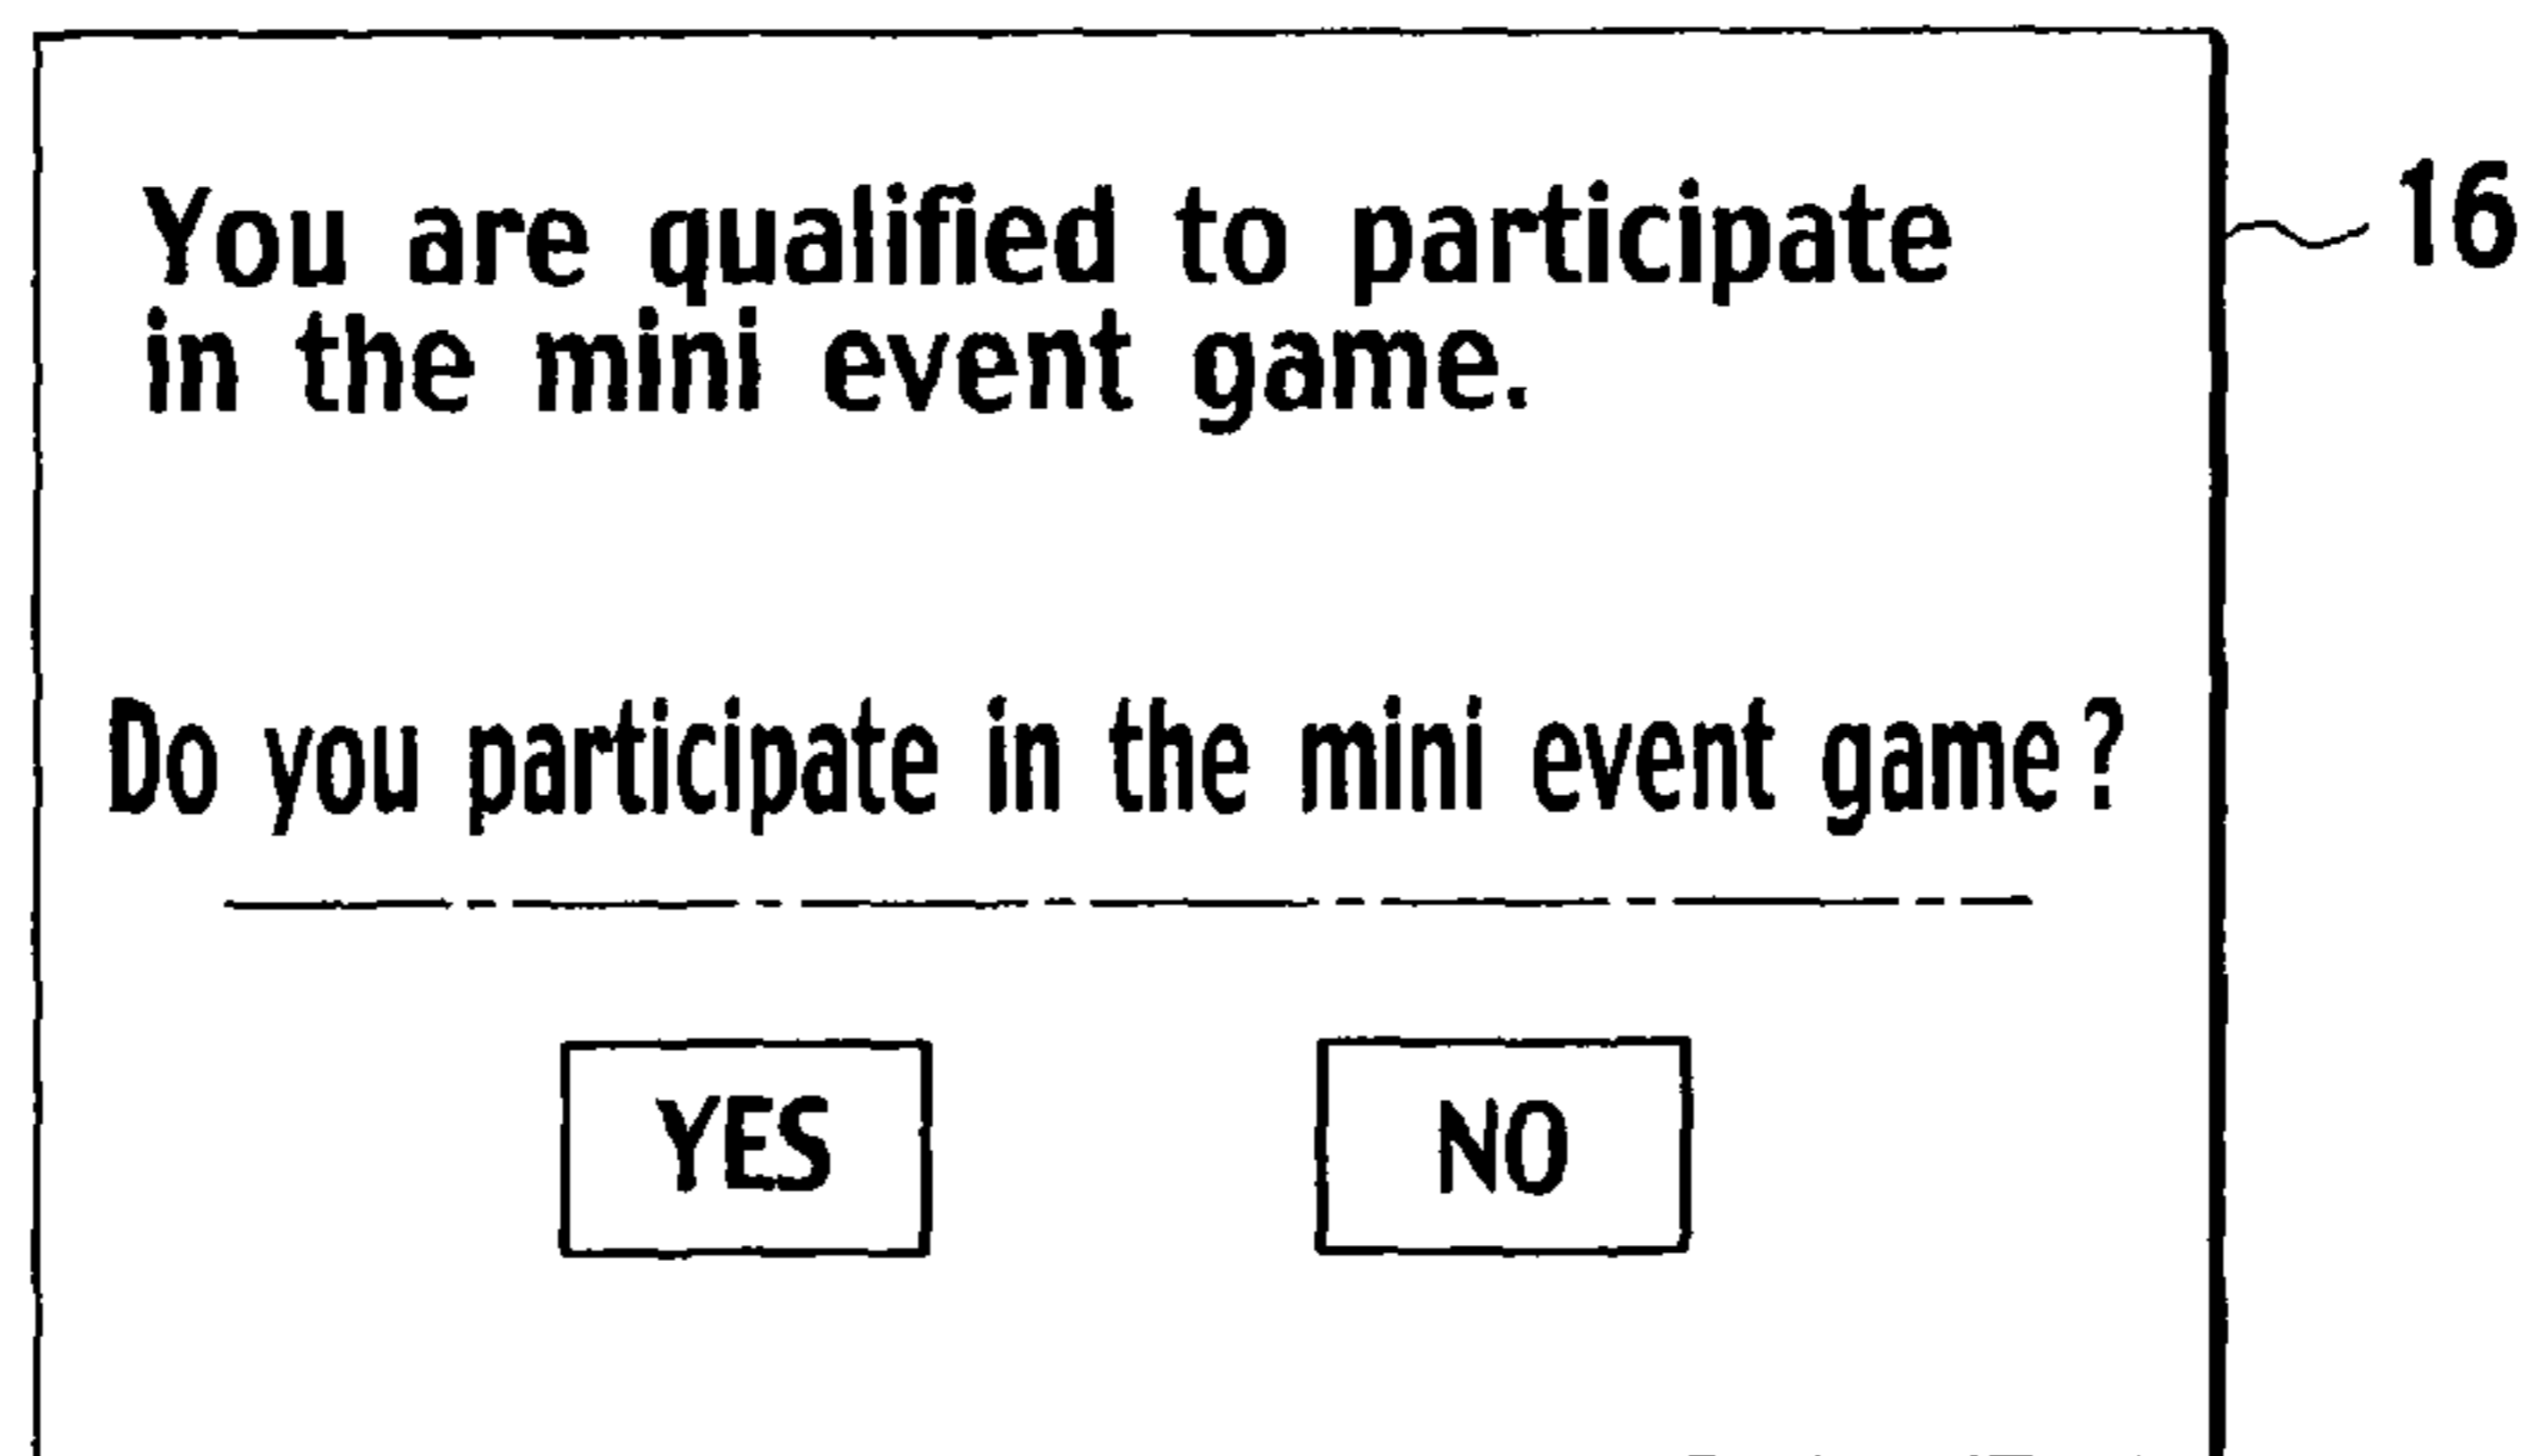 You are qualified to participate
in the mini event game.
16
Do you participate in the mini event game?
YES
NO